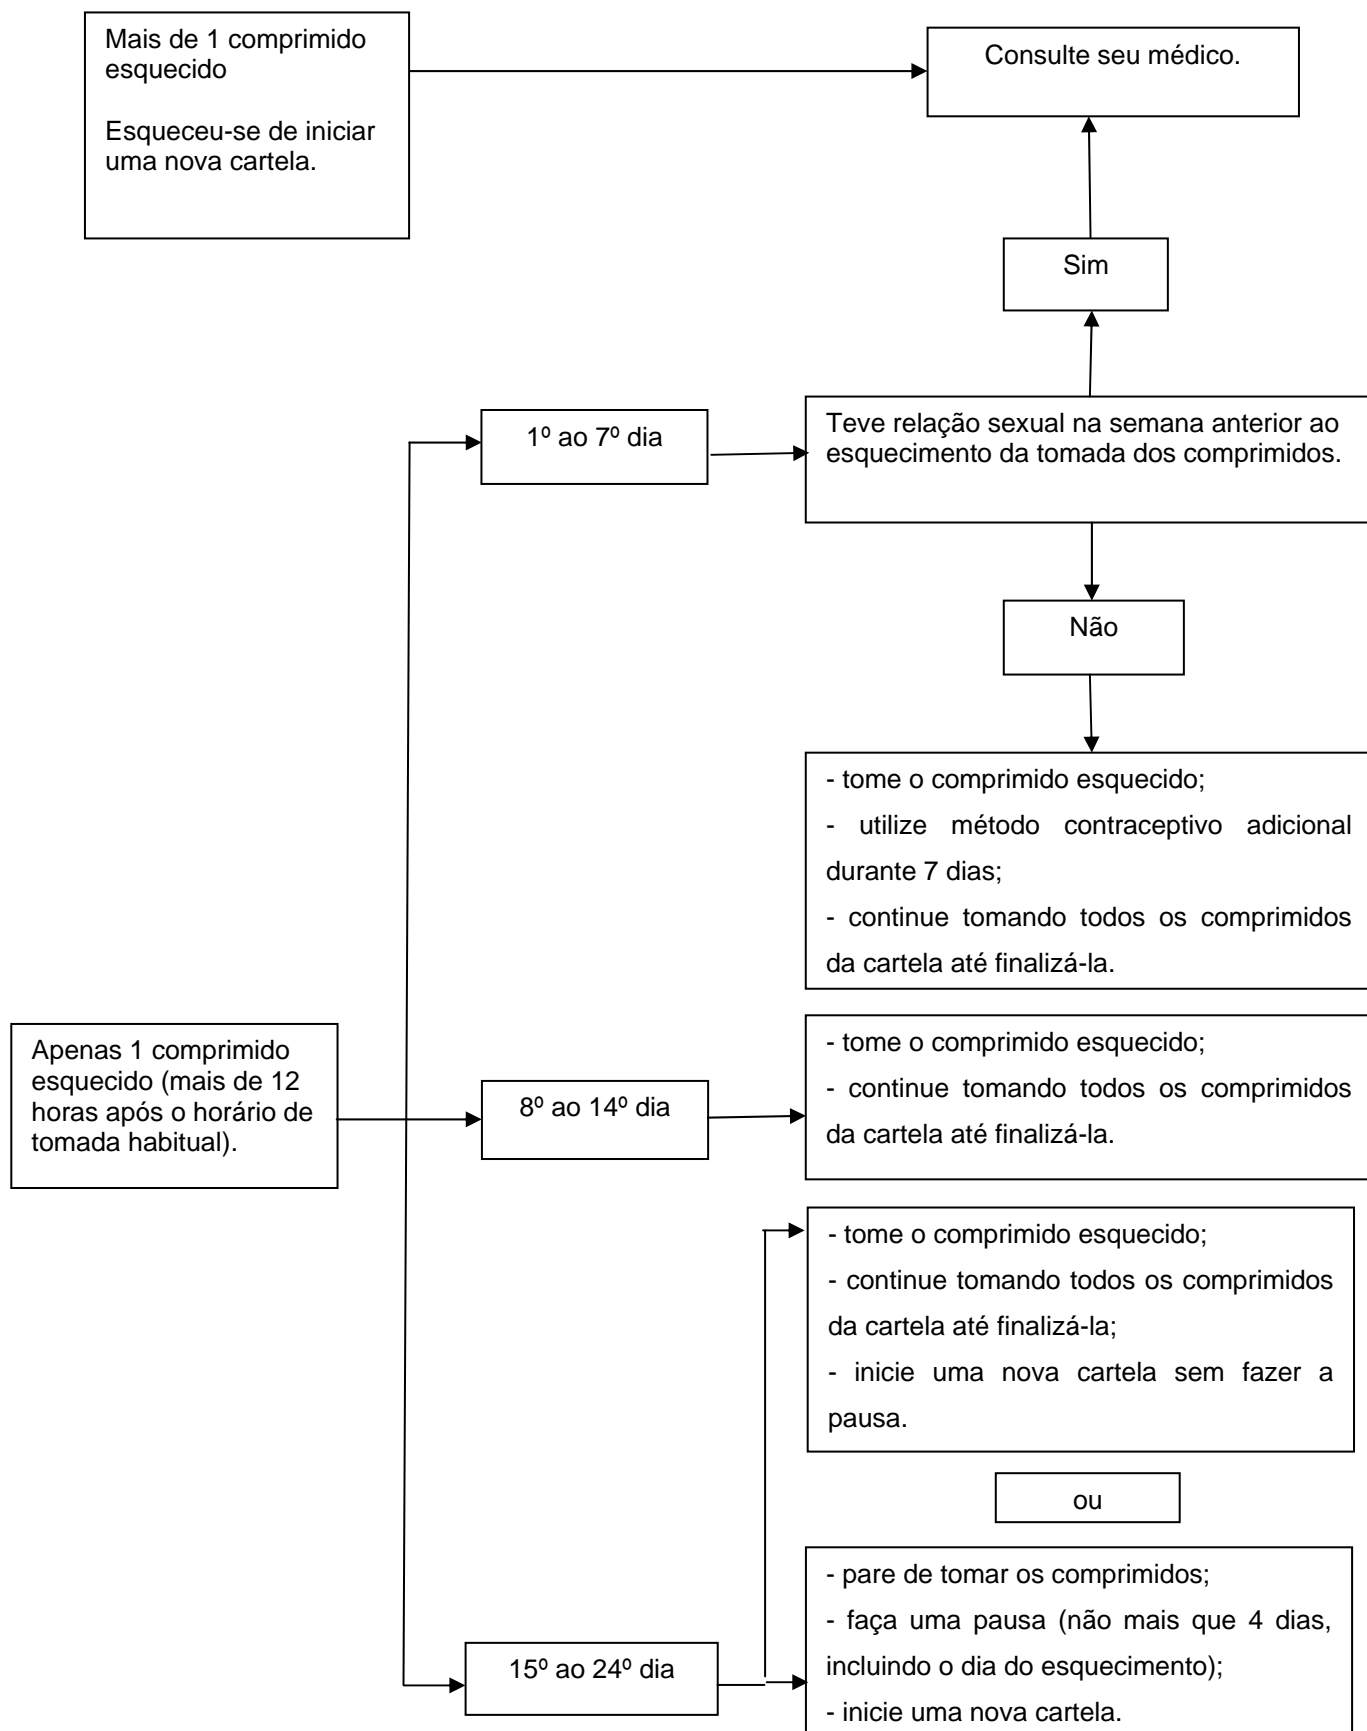 Mais de 1 comprimido
esquecido
Esqueceu-se de iniciar
uma nova cartela.
Consulte seu médico.
Sim
1º ao 7º dia
Teve relação sexual na semana anterior ao
esquecimento da tomada dos comprimidos.
Não
- tome o comprimido esquecido;
- utilize método contraceptivo adicional
durante 7 dias;
- continue tomando todos os comprimidos
da cartela até finalizá-la.
Apenas 1 comprimido
esquecido (mais de 12
horas após o horário de
tomada habitual).
8º ao 14º dia
- tome o comprimido esquecido;
- continue tomando todos os comprimidos
da cartela até finalizá-la.
- tome o comprimido esquecido;
- continue tomando todos os comprimidos
da cartela até finalizá-la;
- inicie uma nova cartela sem fazer a
pausa.
ou
15º ao 24º dia
- pare de tomar os comprimidos;
- faça uma pausa (não mais que 4 dias,
incluindo o dia do esquecimento);
- inicie uma nova cartela.